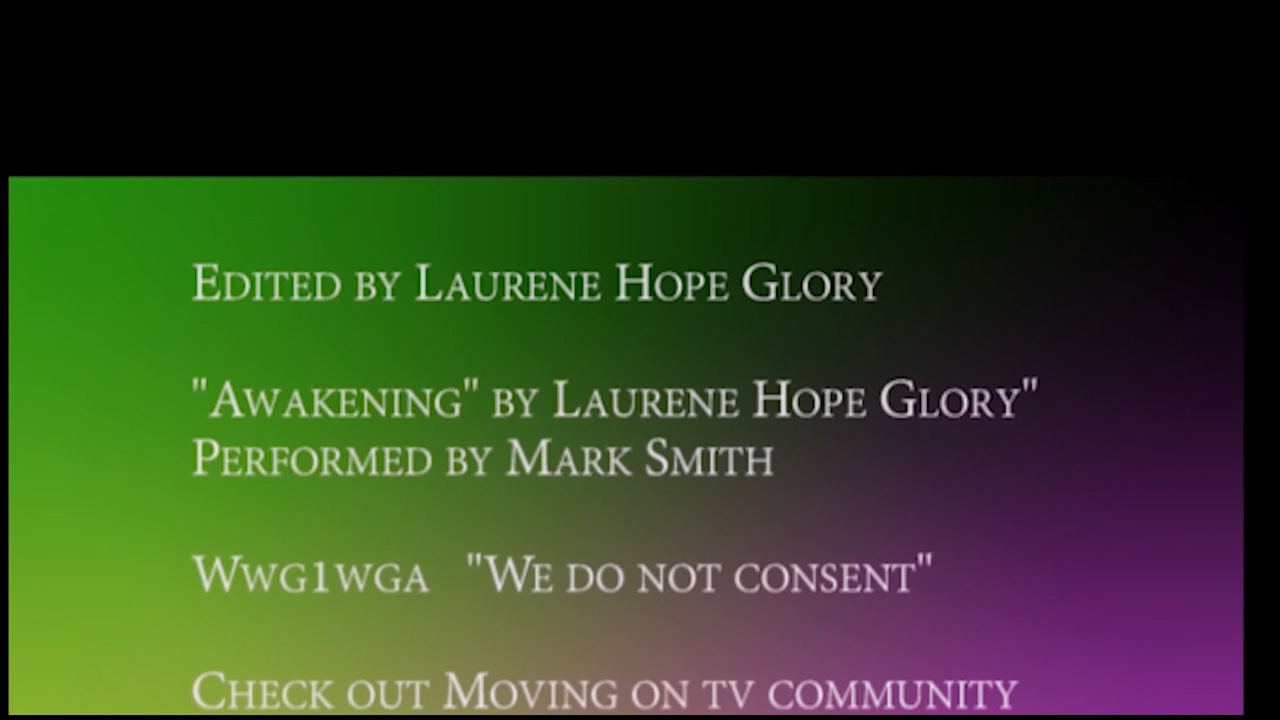 Edited by Laurene Hope Glory
"Awakening" by Laurene Hope Glory"
Performed by Mark Smith
Wwg1wga "We do not consent"
Check out Moving on tv community